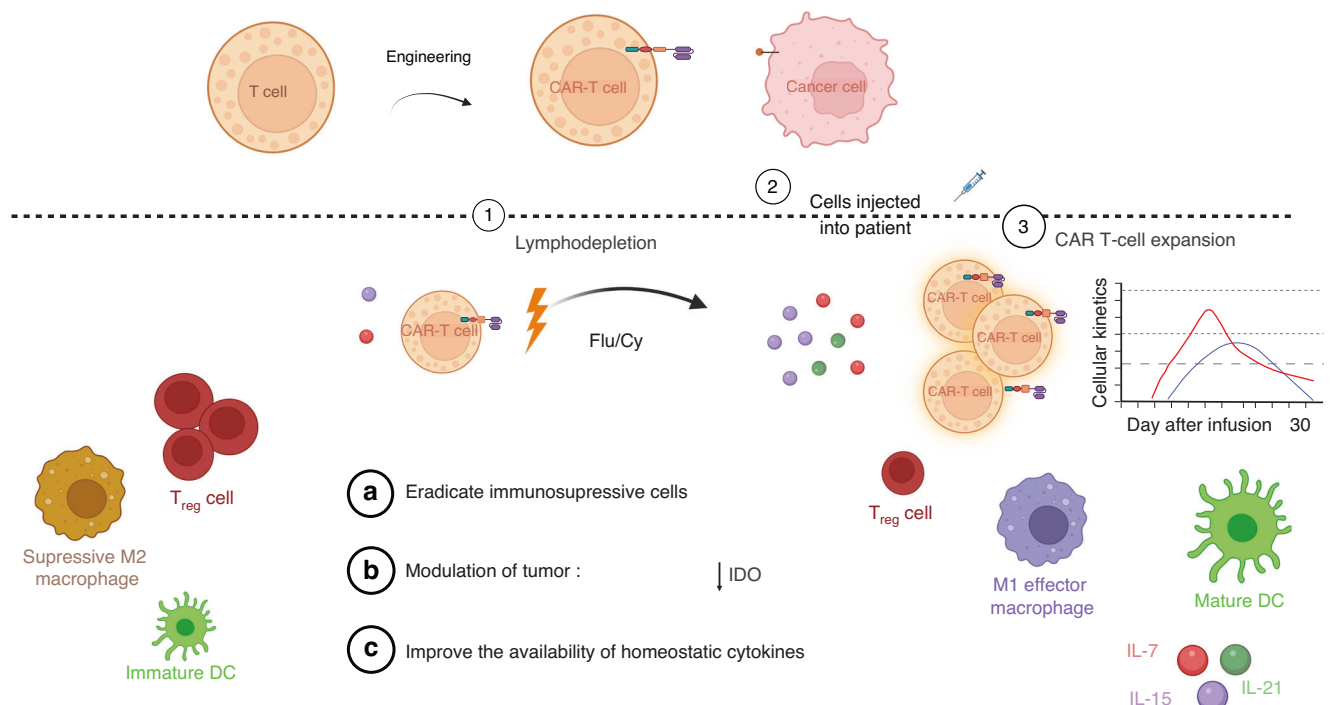 Engineering
T cell
CAR-T cell
Cancer cell
1
Lymphodepletion
2
Cells injected
into patient
3
CAR T-cell expansion
CAR-T cell
Flu/Cy
CAR-T cell
CAR-T cell
CAR-T cell
Cellular kinetics
Day after infusion 30
Treg cell
Supressive M2
macrophage
Immature DC
a Eradicate immunosupressive cells
b Modulation of tumor : ↓ IDO
c Improve the availability of homeostatic cytokines
Treg cell
M1 effector
macrophage
Mature DC
IL-7
IL-21
IL-15